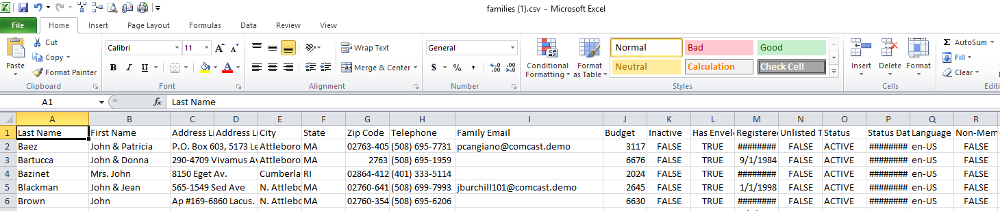 families (1).csv - Microsoft Excel
File Home Insert Page Layout Formulas Data Review View
Paste Cut Copy Format Painter Clipboard
Calibri 11 A A B I U A Font
Wrap Text Merge & Center Alignment
General $ % , .0 .00 .00 .0 Number
Conditional Formatting Format as Table Normal Bad Good Neutral Calculation Check Cell Styles
Insert Delete Format Cells
Σ AutoSum Fill Clear Editi
A1 fx Last Name
A B C D E F G H I J K L M N O P Q R
1 Last Name First Name Address Li Address Li City State Zip Code Telephone Family Email Budget Inactive Has Envel Registere Unlisted T Status Status Dat Language Non-Mem
2 Baez John & Patricia P.O. Box 603, 5173 Le Attleboro MA 02763-405 (508) 695-7731 pcangiano@comcast.demo 3117 FALSE TRUE ######## FALSE ACTIVE ######## en-US FALSE
3 Bartucca John & Donna 290-4709 Vivamus Av Attleboro MA 2763 (508) 695-1959 6676 FALSE TRUE 9/1/1984 FALSE ACTIVE ######## en-US FALSE
4 Bazinet Mrs. John 8150 Eget Av. Cumberla RI 02864-412 (401) 333-5114 2024 FALSE TRUE ######## FALSE ACTIVE ######## en-US FALSE
5 Blackman John & Jean 565-1549 Sed Ave N. Attlebo MA 02760-641 (508) 699-7993 jburchill101@comcast.demo 2645 FALSE TRUE 1/1/1998 FALSE ACTIVE ######## en-US FALSE
6 Brown John Ap #169-6860 Lacus. N. Attlebo MA 02760-354 (508) 695-6206 6630 FALSE TRUE ######## FALSE ACTIVE ######## en-US FALSE